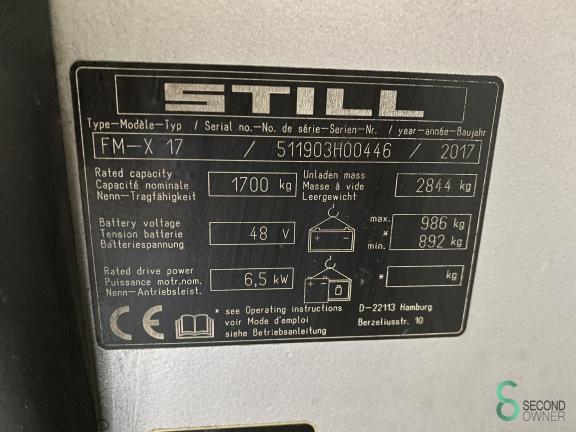 STILL
Type-Modèle-Typ / Serial no.-No. de série-Serien-Nr. / year-année-Baujahr
FM-X 17 / 511903H00446 / 2017
Rated capacity
Capacité nominale
Nenn-Tragfähigkeit
1700 kg
Unladen mass
Masse à vide
Leergewicht
2844 kg
Battery voltage
Tension batterie
Batteriespannung
48 V
+ -
max. 986 kg
*
min. 892 kg
Rated drive power
Puissance motr.nom.
Nenn-Antriebsleist.
6,5 kW
* kg
CE
* see Operating instructions
voir Mode d'emploi
siehe Betriebsanleitung
D-22113 Hamburg
Berzeliusstr. 10
SECOND
OWNER